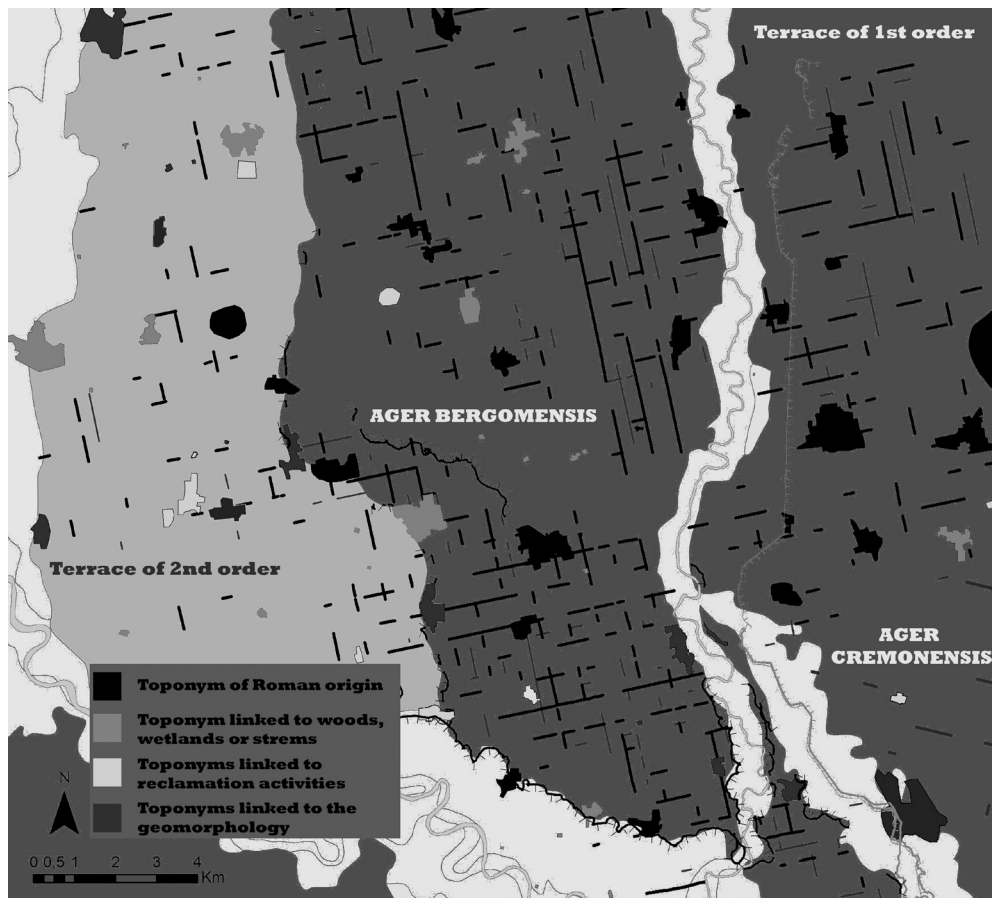 Terrace of 1st order
AGER BERGOMENSIS
Terrace of 2nd order
AGER
CREMONENSIS
Toponym of Roman origin
Toponym linked to woods,
wetlands or strems
Toponyms linked to
reclamation activities
Toponyms linked to the
geomorphology
N
0 0,5 1 2 3 4
Km